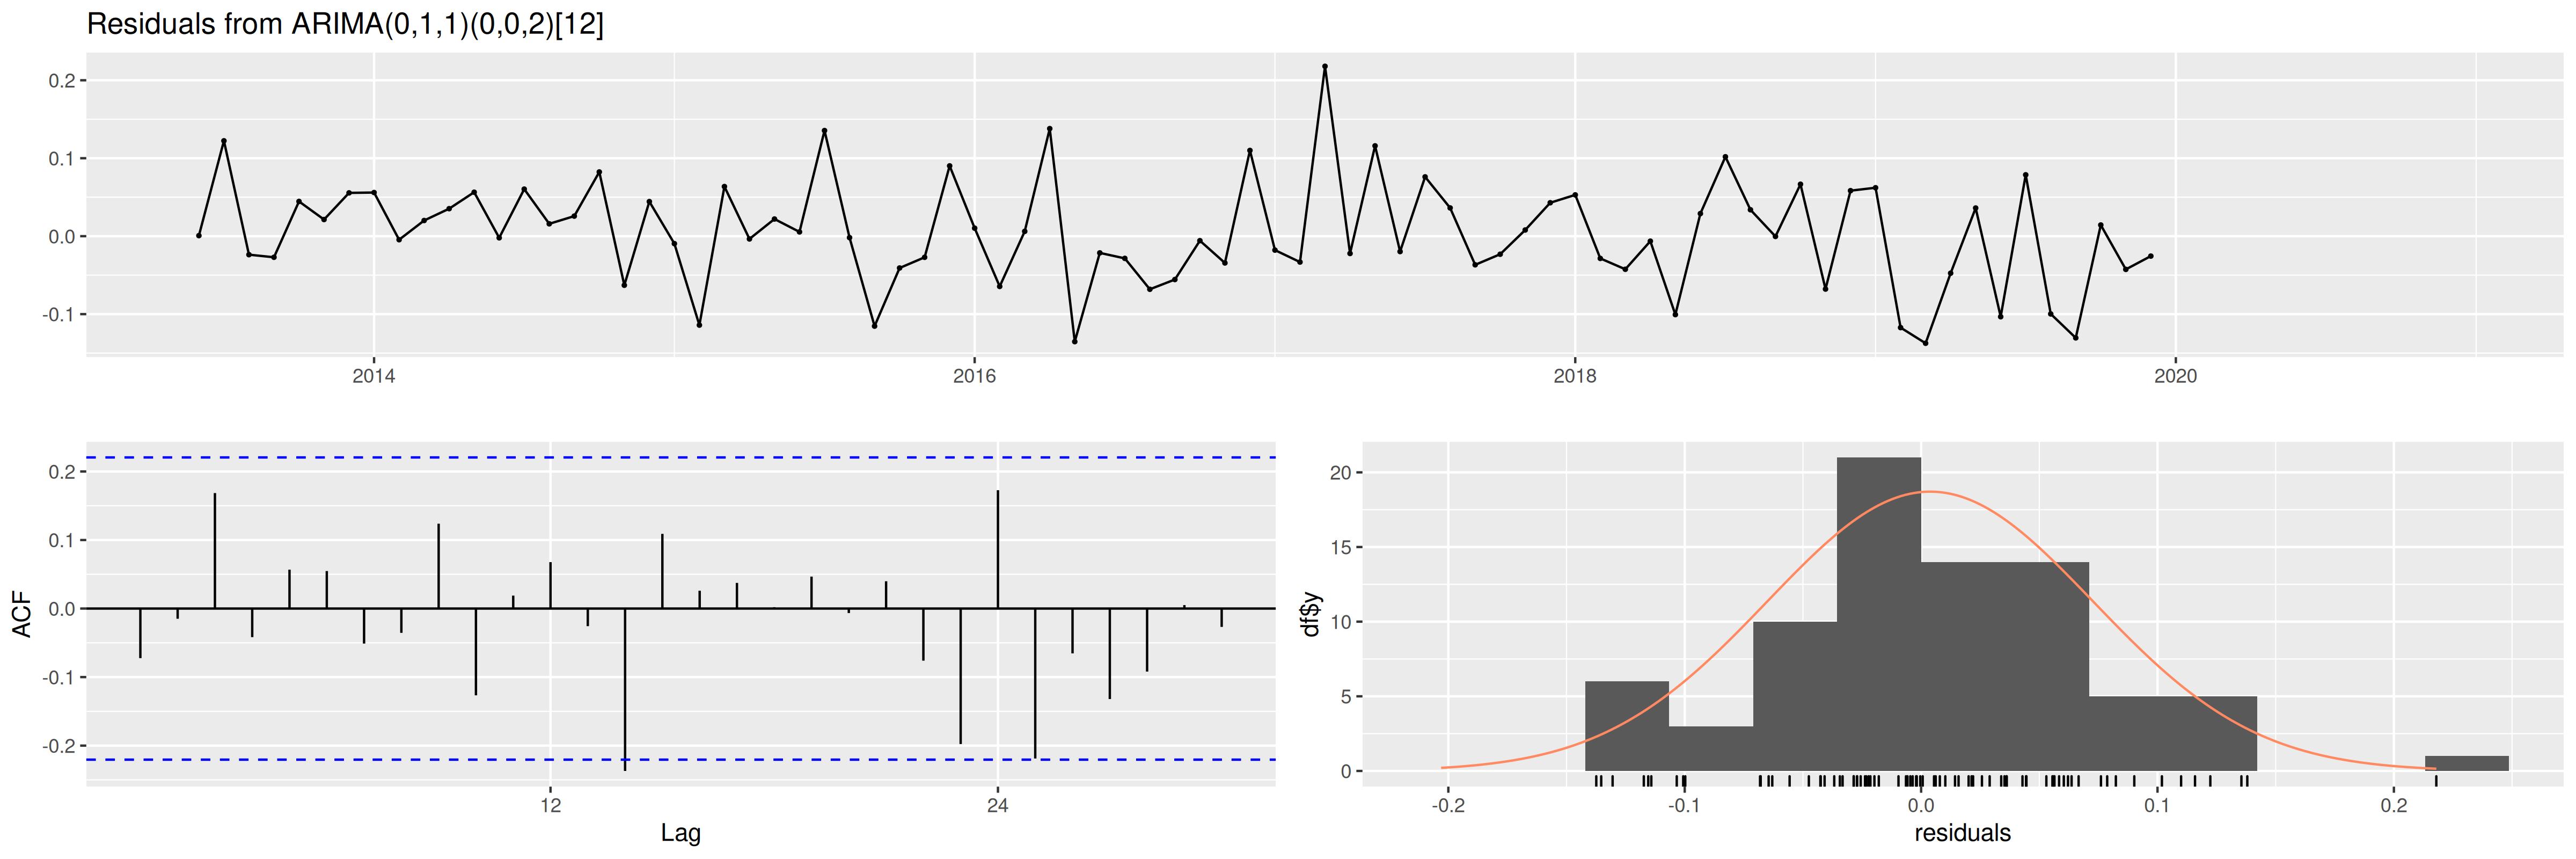 Residuals from ARIMA(0,1,1)(0,0,2)[12]
0.2
0.1
0.0
-0.1
2014 2016 2018 2020
ACF
0.2
0.1
0.0
-0.1
-0.2
12 24
Lag
df$y
20
15
10
5
0
-0.2 -0.1 0.0 0.1 0.2
residuals